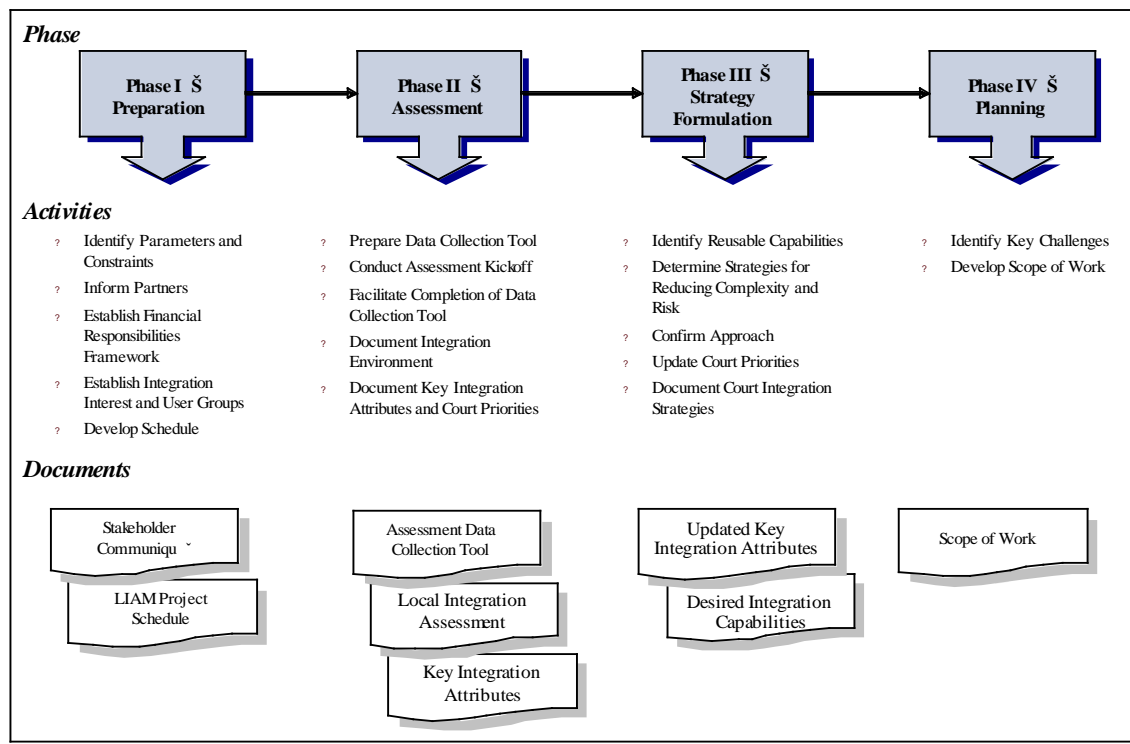 Phase
Phase I Š
Preparation
Phase II Š
Assessment
Phase III Š
Strategy
Formulation
Phase IV Š
Planning
Activities
? Identify Parameters and
Constraints
? Inform Partners
? Establish Financial
Responsibilities
Framework
? Establish Integration
Interest and User Groups
? Develop Schedule
? Prepare Data Collection Tool
? Conduct Assessment Kickoff
? Facilitate Completion of Data
Collection Tool
? Document Integration
Environment
? Document Key Integration
Attributes and Court Priorities
? Identify Reusable Capabilities
? Determine Strategies for
Reducing Complexity and
Risk
? Confirm Approach
? Update Court Priorities
? Document Court Integration
Strategies
? Identify Key Challenges
? Develop Scope of Work
Documents
Stakeholder
Communiqu ˇ
LIAM Project
Schedule
Assessment Data
Collection Tool
Local Integration
Assessment
Key Integration
Attributes
Updated Key
Integration Attributes
Desired Integration
Capabilities
Scope of Work